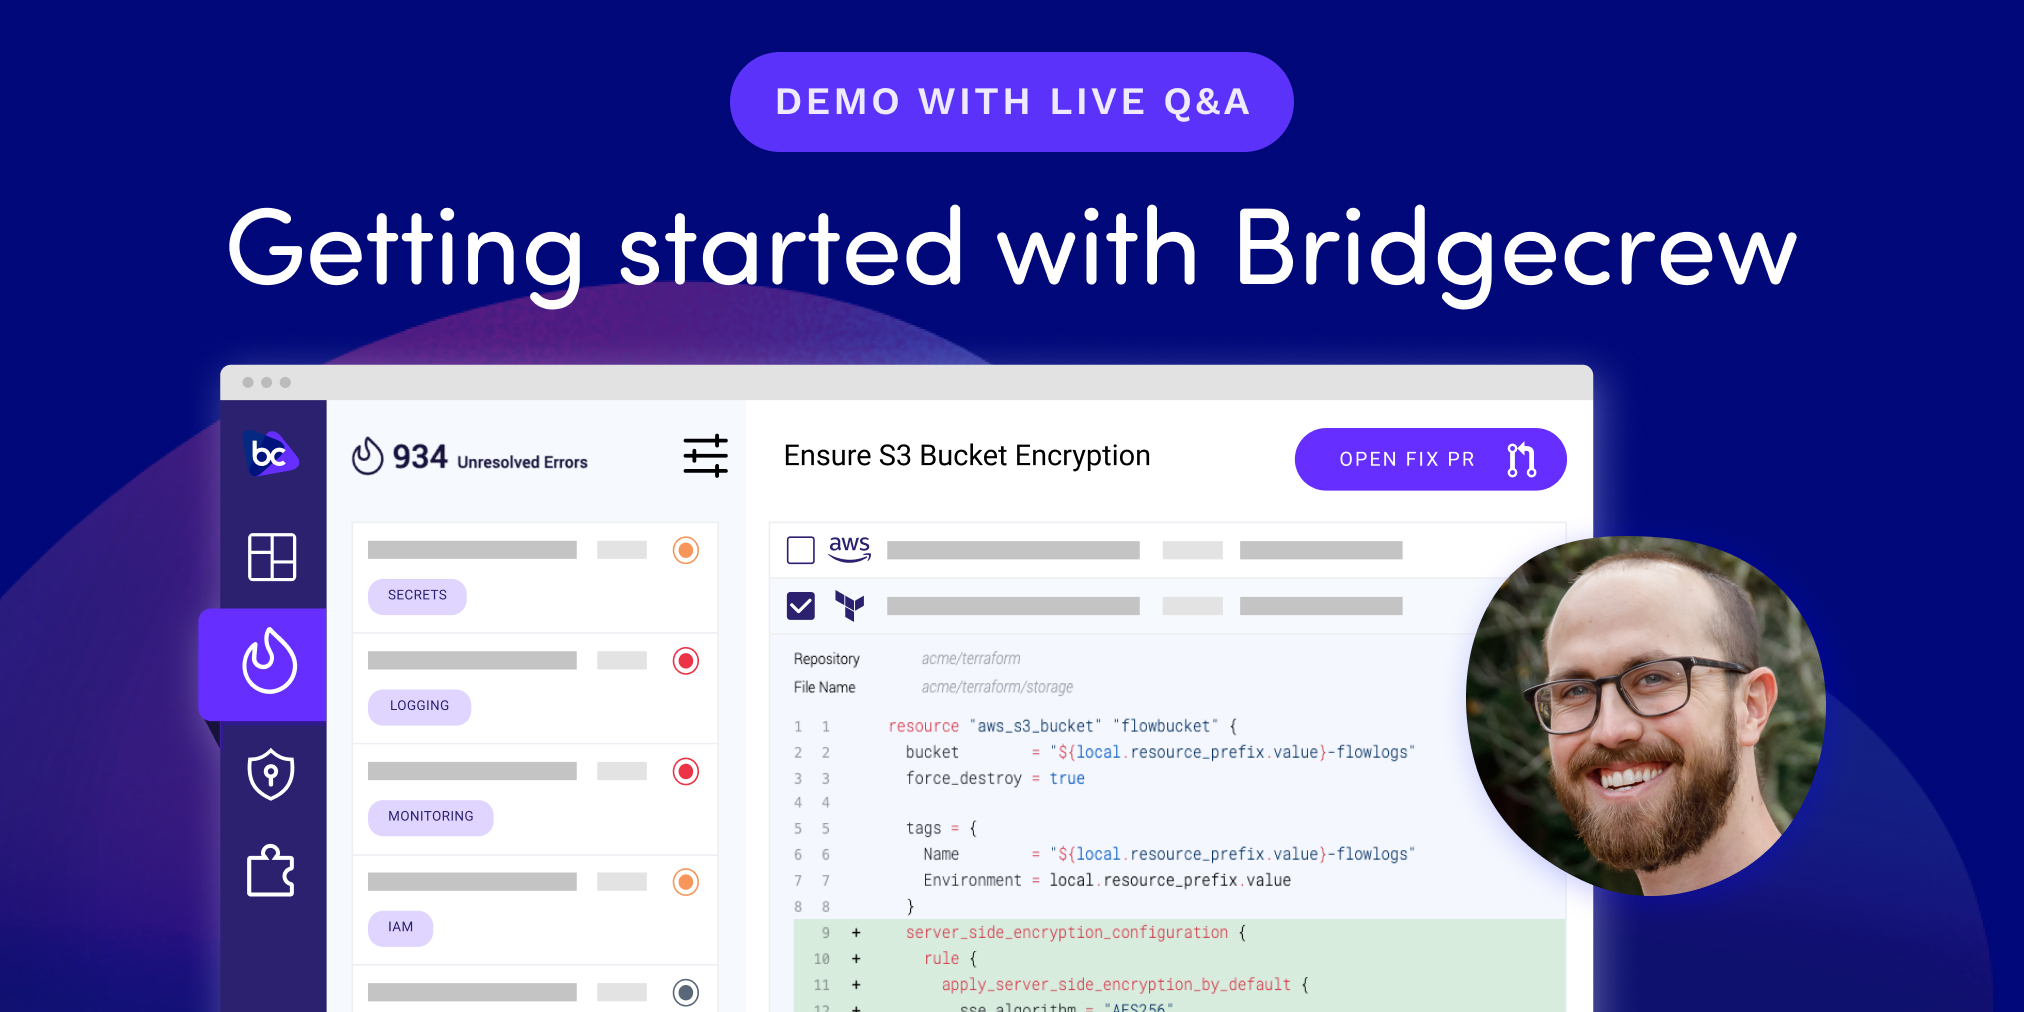 DEMO WITH LIVE Q&A
Getting started with Bridgecrew
bc
934 Unresolved Errors
SECRETS
LOGGING
MONITORING
IAM
Ensure S3 Bucket Encryption
OPEN FIX PR
aws
Repository acme/terraform
File Name acme/terraform/storage
1 1 resource "aws_s3_bucket" "flowbucket" {
2 2 bucket = "${local.resource_prefix.value}-flowlogs"
3 3 force_destroy = true
4 4
5 5 tags = {
6 6 Name = "${local.resource_prefix.value}-flowlogs"
7 7 Environment = local.resource_prefix.value
8 8 }
9 + server_side_encryption_configuration {
10 + rule {
11 + apply_server_side_encryption_by_default {
12 + sse_algorithm = "AES256"